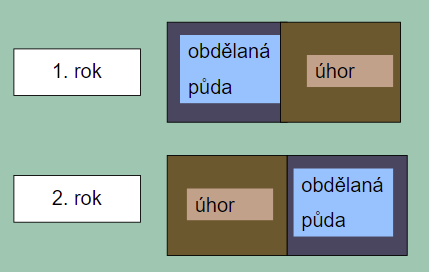 1. rok
obdělaná
půda
úhor
2. rok
úhor
obdělaná
půda